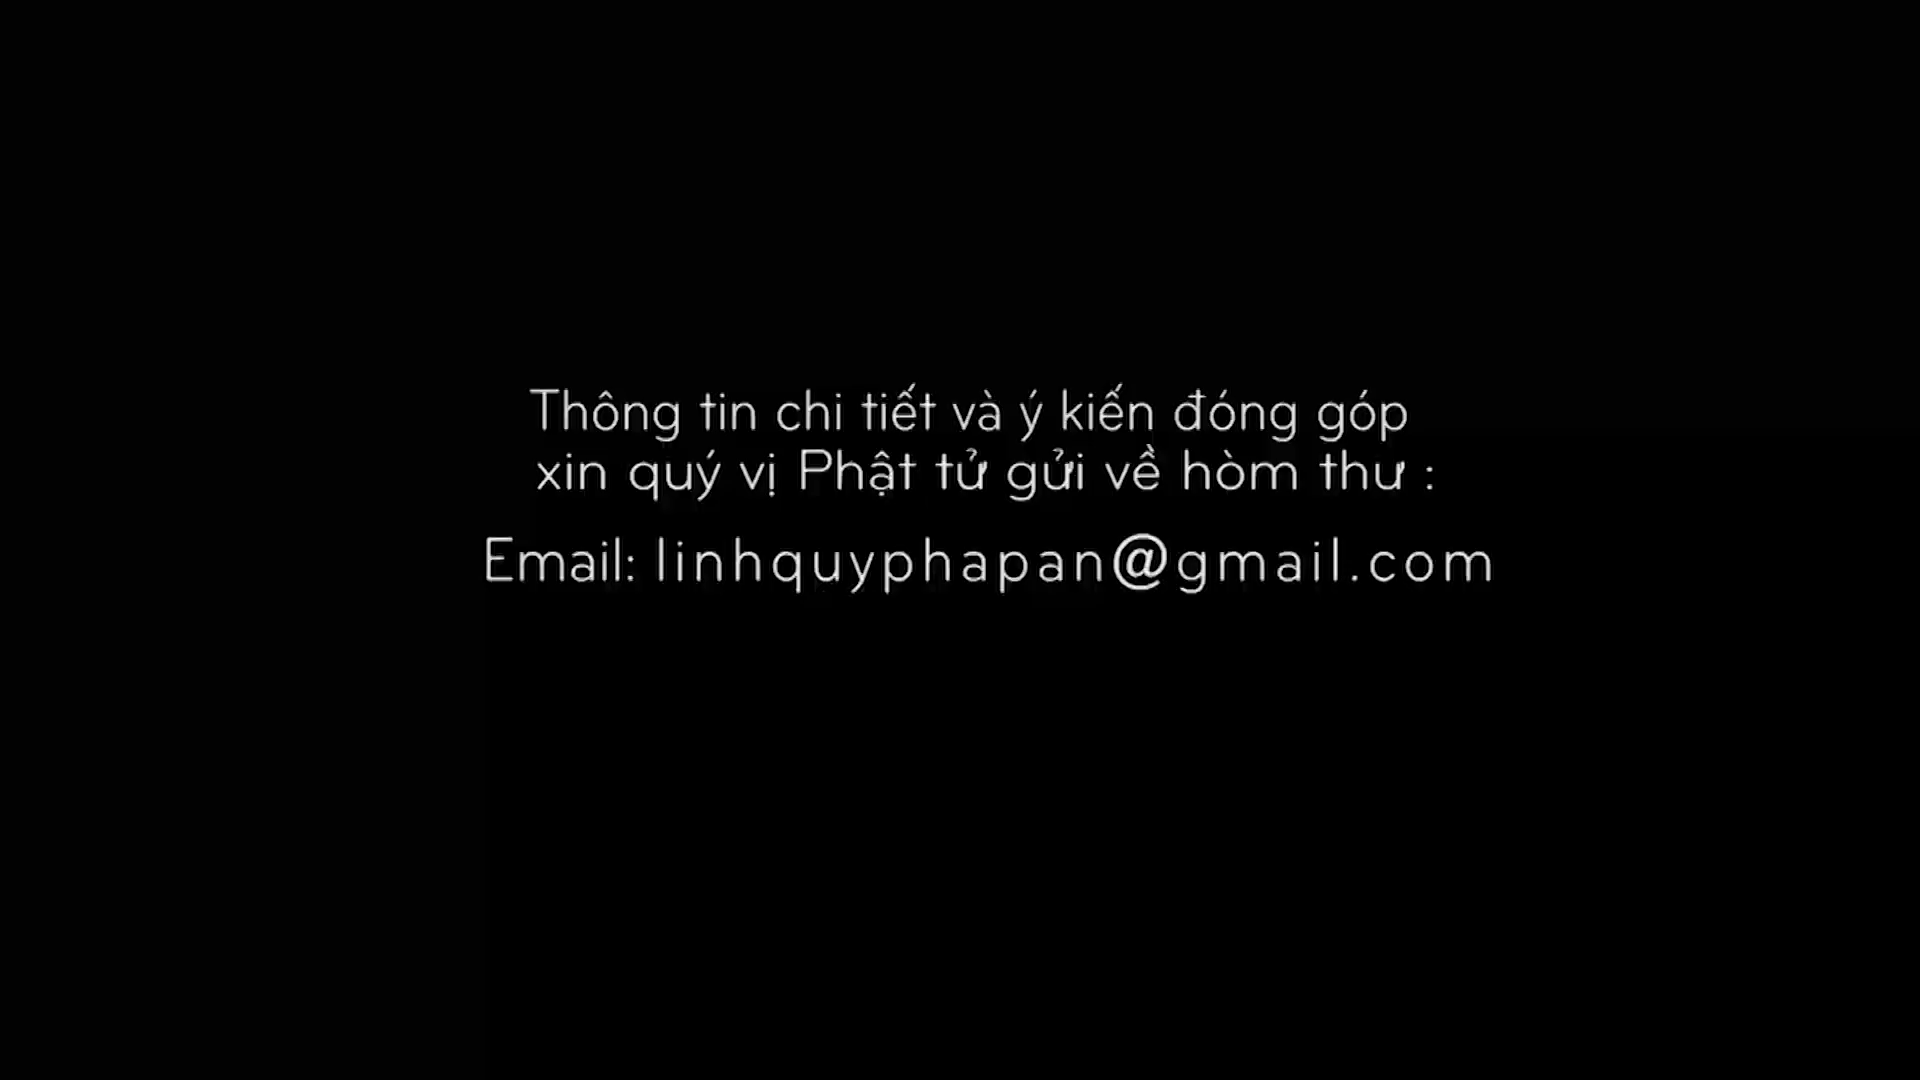 Thông tin chi tiết và ý kiến đóng góp
xin quý vị Phật tử gửi về hòm thư :
Email: linhquyphapan@gmail.com